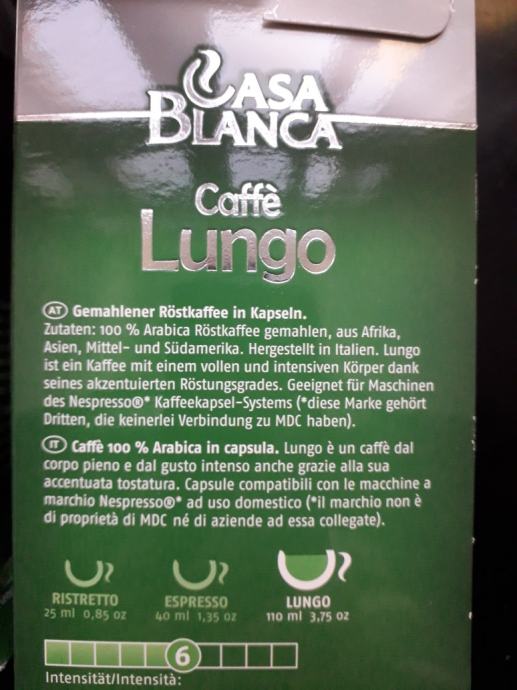 CASA
BLANCA
Caffè
Lungo
AT Gemahlener Röstkaffee in Kapseln.
Zutaten: 100 % Arabica Röstkaffee gemahlen, aus Afrika,
Asien, Mittel- und Südamerika. Hergestellt in Italien. Lungo
ist ein Kaffee mit einem vollen und intensiven Körper dank
seines akzentuierten Röstungsgrades. Geeignet für Maschinen
des Nespresso®* Kaffeekapsel-Systems (*diese Marke gehört
Dritten, die keinerlei Verbindung zu MDC haben).
IT Caffè 100 % Arabica in capsula. Lungo è un caffè dal
corpo pieno e dal gusto intenso anche grazie alla sua
accentuata tostatura. Capsule compatibili con le macchine a
marchio Nespresso®* ad uso domestico (*il marchio non è
di proprietà di MDC né di aziende ad essa collegate).
RISTRETTO ESPRESSO LUNGO
25 ml 0,85 oz 40 ml 1,35 oz 110 ml 3,75 oz
6
Intensität/Intensità: